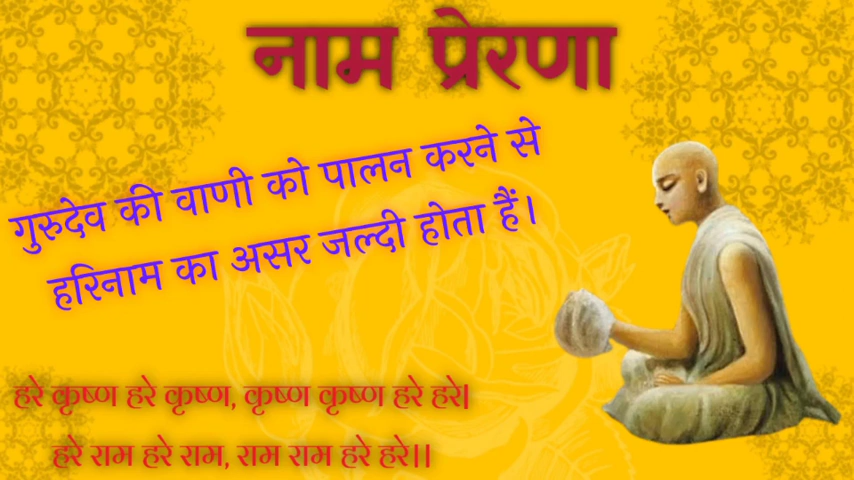 नाम प्रेरणा
गुरुदेव की वाणी को पालन करने से
हरिनाम का असर जल्दी होता हैं।
हरे कृष्ण हरे कृष्ण, कृष्ण कृष्ण हरे हरे|
हरे राम हरे राम, राम राम हरे हरे।।